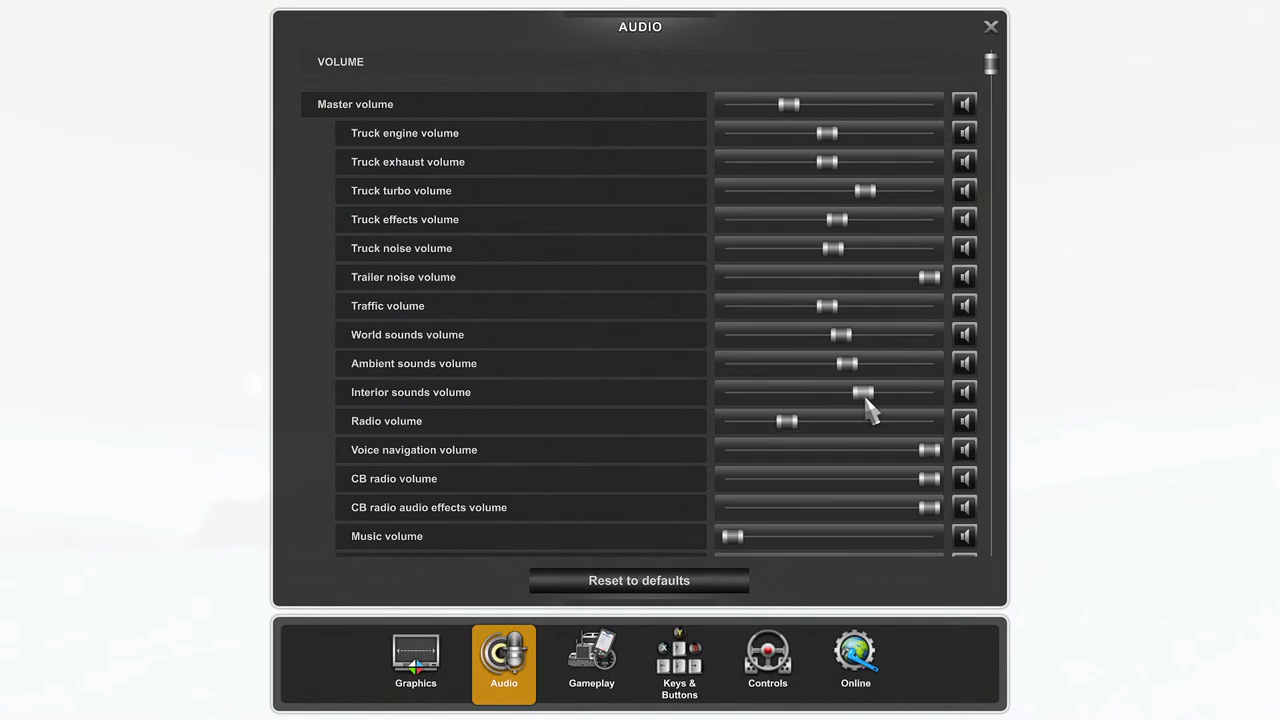 AUDIO
VOLUME
Master volume
Truck engine volume
Truck exhaust volume
Truck turbo volume
Truck effects volume
Truck noise volume
Trailer noise volume
Traffic volume
World sounds volume
Ambient sounds volume
Interior sounds volume
Radio volume
Voice navigation volume
CB radio volume
CB radio audio effects volume
Music volume
Reset to defaults
Graphics
Audio
Gameplay
Keys &
Buttons
Controls
Online